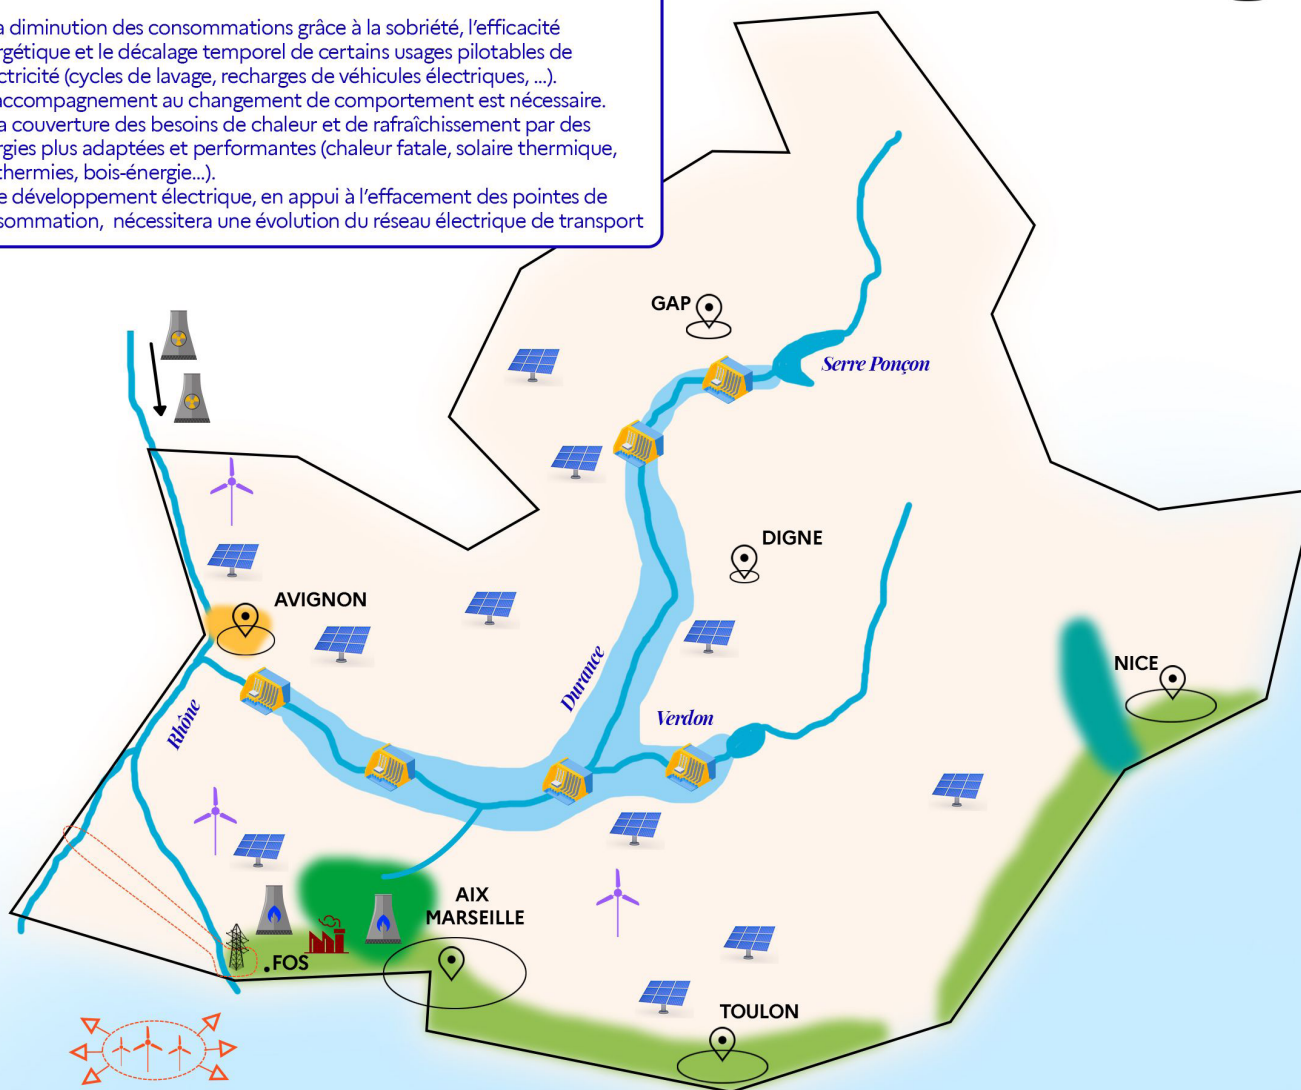 a diminution des consommations grâce à la sobriété, l'efficacité
rgétique et le décalage temporel de certains usages pilotables de
ctricité (cycles de lavage, recharges de véhicules électriques, ...).
accompagnement au changement de comportement est nécessaire.
a couverture des besoins de chaleur et de rafraîchissement par des
rgies plus adaptées et performantes (chaleur fatale, solaire thermique,
thermies, bois-énergie...).
e développement électrique, en appui à l'effacement des pointes de
sommation, nécessitera une évolution du réseau électrique de transport
GAP
Serre Ponçon
DIGNE
AVIGNON
Durance
NICE
Rhône
Verdon
AIX
MARSEILLE
.FOS
TOULON